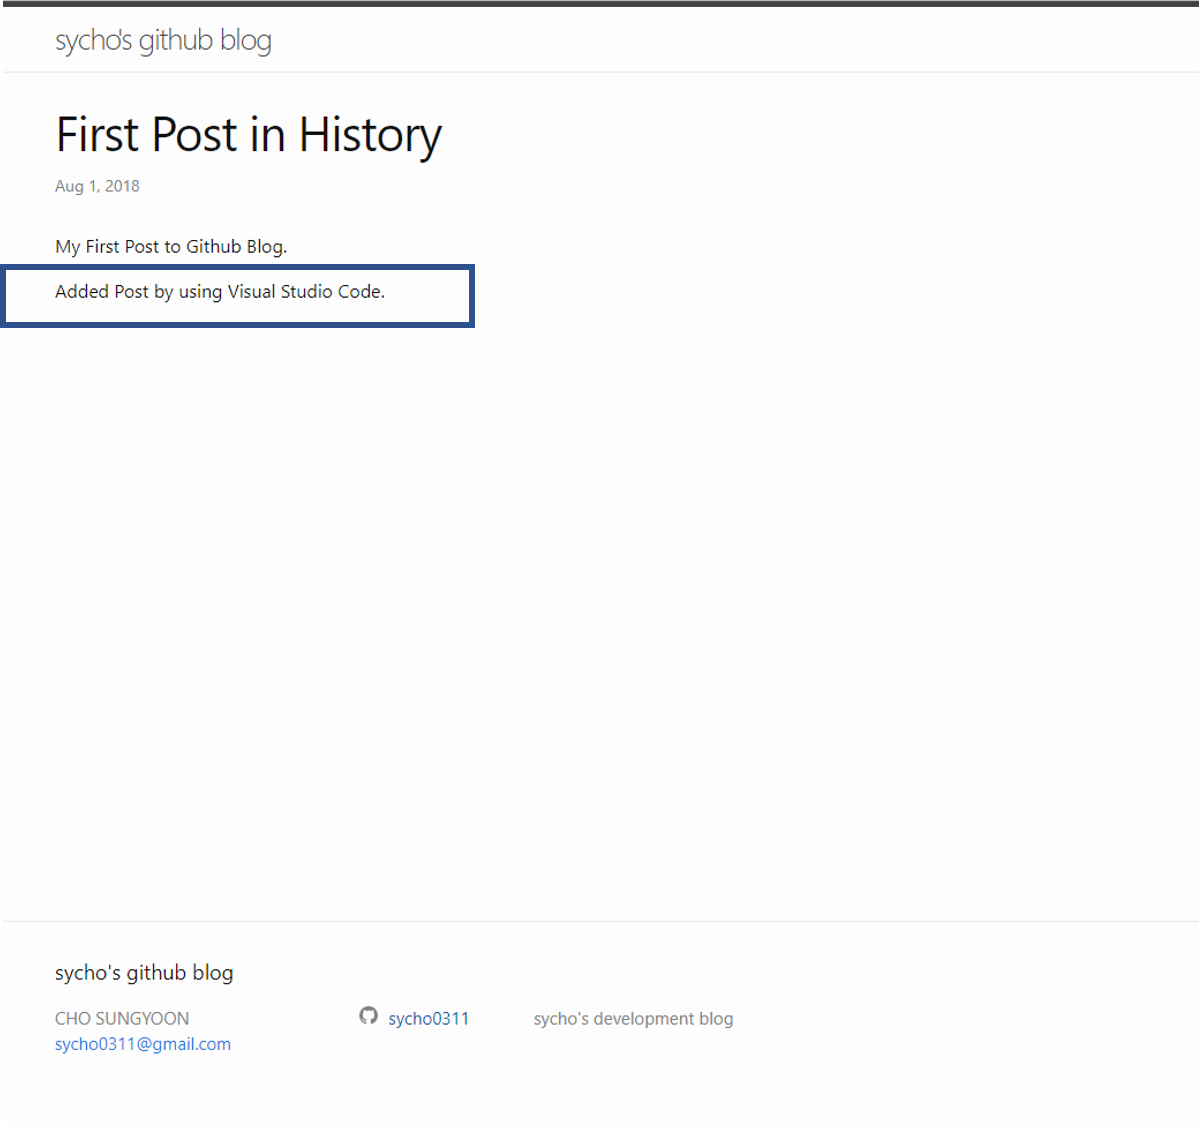 sycho's github blog
First Post in History
Aug 1, 2018
My First Post to Github Blog.
Added Post by using Visual Studio Code.
sycho's github blog
CHO SUNGYOON
sycho0311@gmail.com
sycho0311
sycho's development blog